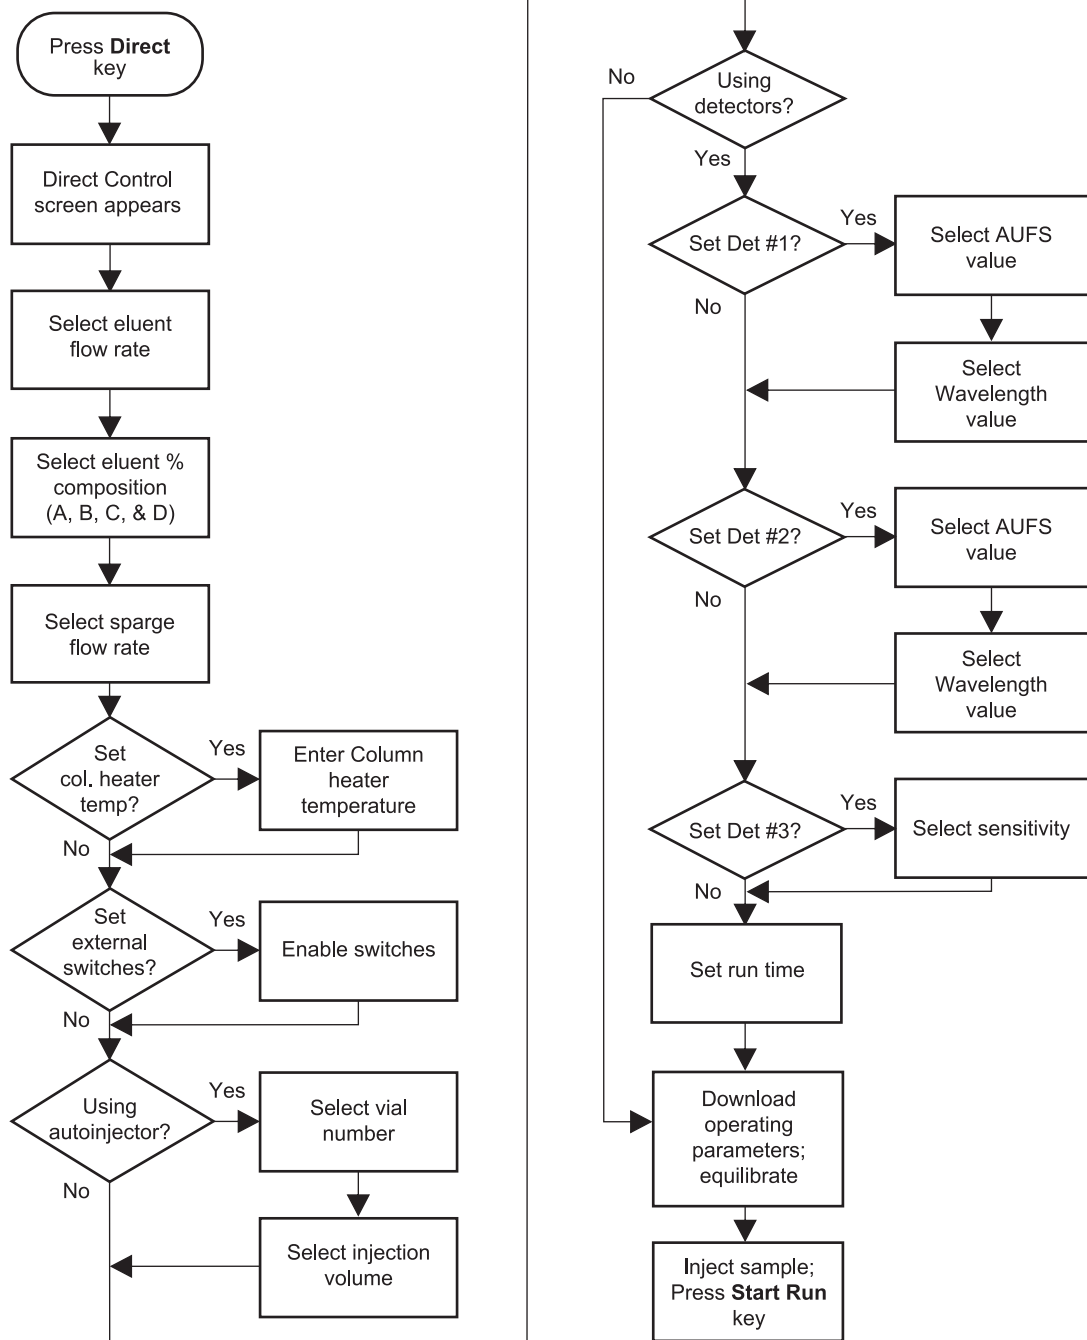 Press Direct
key
Direct Control
screen appears
Select eluent
flow rate
Select eluent %
composition
(A, B, C, & D)
Select sparge
flow rate
Set
col. heater
temp?
Yes
Enter Column
heater
temperature
No
Set
external
switches?
Yes
Enable switches
No
Using
autoinjector?
Yes
Select vial
number
No
Select injection
volume
Using
detectors?
No
Yes
Set Det #1?
Yes
Select AUFS
value
No
Select
Wavelength
value
Set Det #2?
Yes
Select AUFS
value
No
Select
Wavelength
value
Set Det #3?
Yes
Select sensitivity
No
Set run time
Download
operating
parameters;
equilibrate
Inject sample;
Press Start Run
key